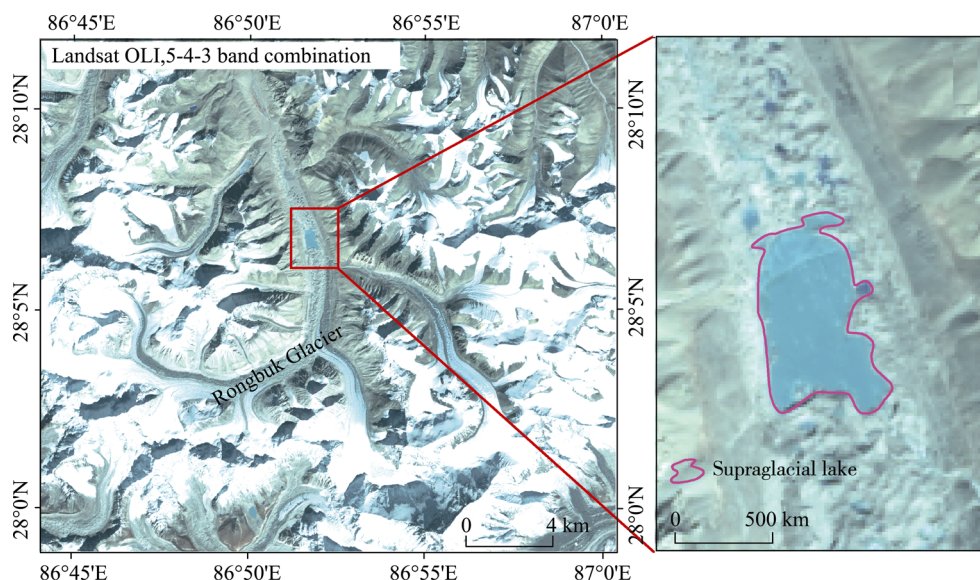 86°45'E 86°50'E 86°55'E 87°0'E
Landsat OLI,5-4-3 band combination
28°10'N 28°10'N
28°5'N 28°5'N
Rongbuk Glacier
Supraglacial lake
28°0'N 28°0'N
0 4 km
0 500 km
86°45'E 86°50'E 86°55'E 87°0'E